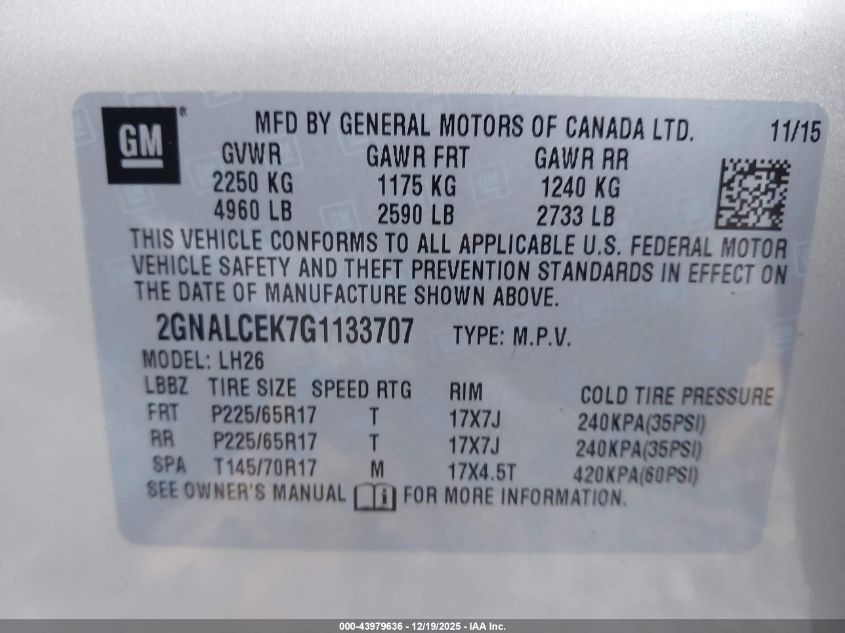 GM ®
MFD BY GENERAL MOTORS OF CANADA LTD. 11/15
GVWR GAWR FRT GAWR RR
2250 KG 1175 KG 1240 KG
4960 LB 2590 LB 2733 LB
THIS VEHICLE CONFORMS TO ALL APPLICABLE U.S. FEDERAL MOTOR
VEHICLE SAFETY AND THEFT PREVENTION STANDARDS IN EFFECT ON
THE DATE OF MANUFACTURE SHOWN ABOVE.
2GNALCEK7G1133707 TYPE: M.P.V.
MODEL: LH26
LBBZ TIRE SIZE SPEED RTG RIM COLD TIRE PRESSURE
FRT P225/65R17 T 17X7J 240KPA(35PSI)
RR P225/65R17 T 17X7J 240KPA(35PSI)
SPA T145/70R17 M 17X4.5T 420KPA(60PSI)
SEE OWNER'S MANUAL i FOR MORE INFORMATION.
000-43979636 - 12/19/2025 - IAA Inc.